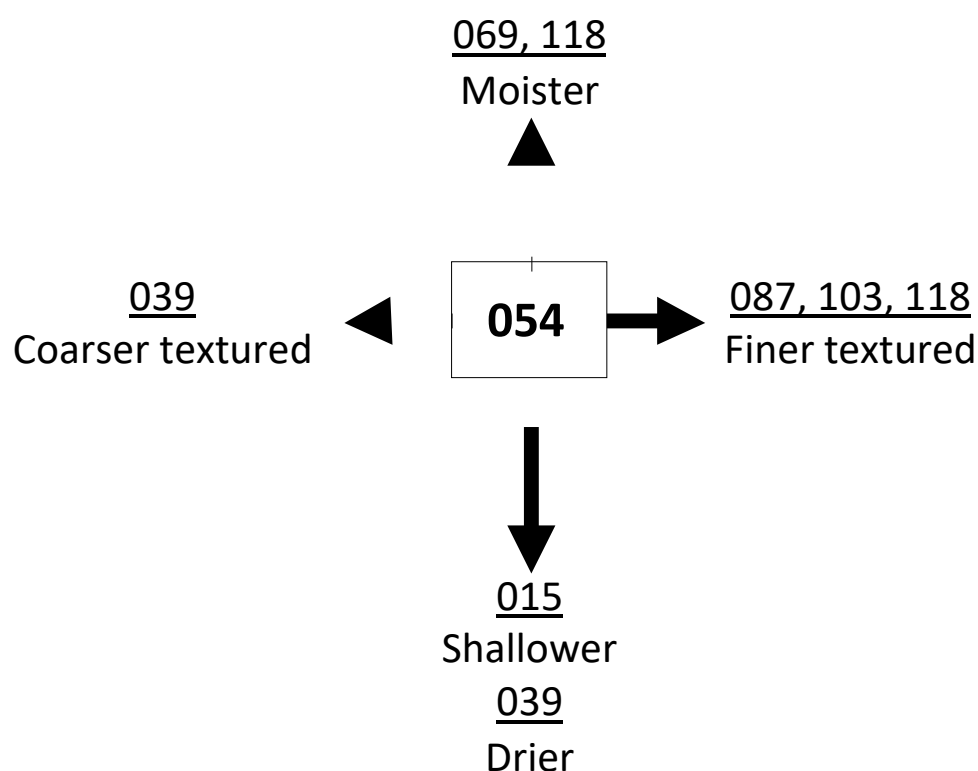 069, 118
Moister
039
Coarser textured
054
087, 103, 118
Finer textured
015
Shallower
039
Drier